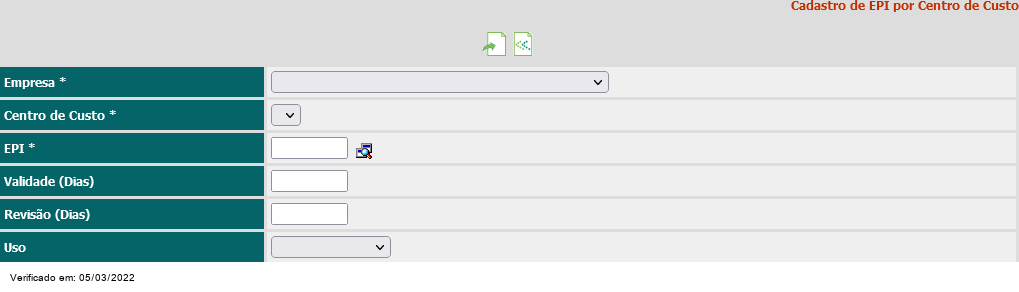 Cadastro de EPI por Centro de Custo
Empresa *
Centro de Custo *
EPI *
Validade (Dias)
Revisão (Dias)
Uso
Verificado em: 05/03/2022